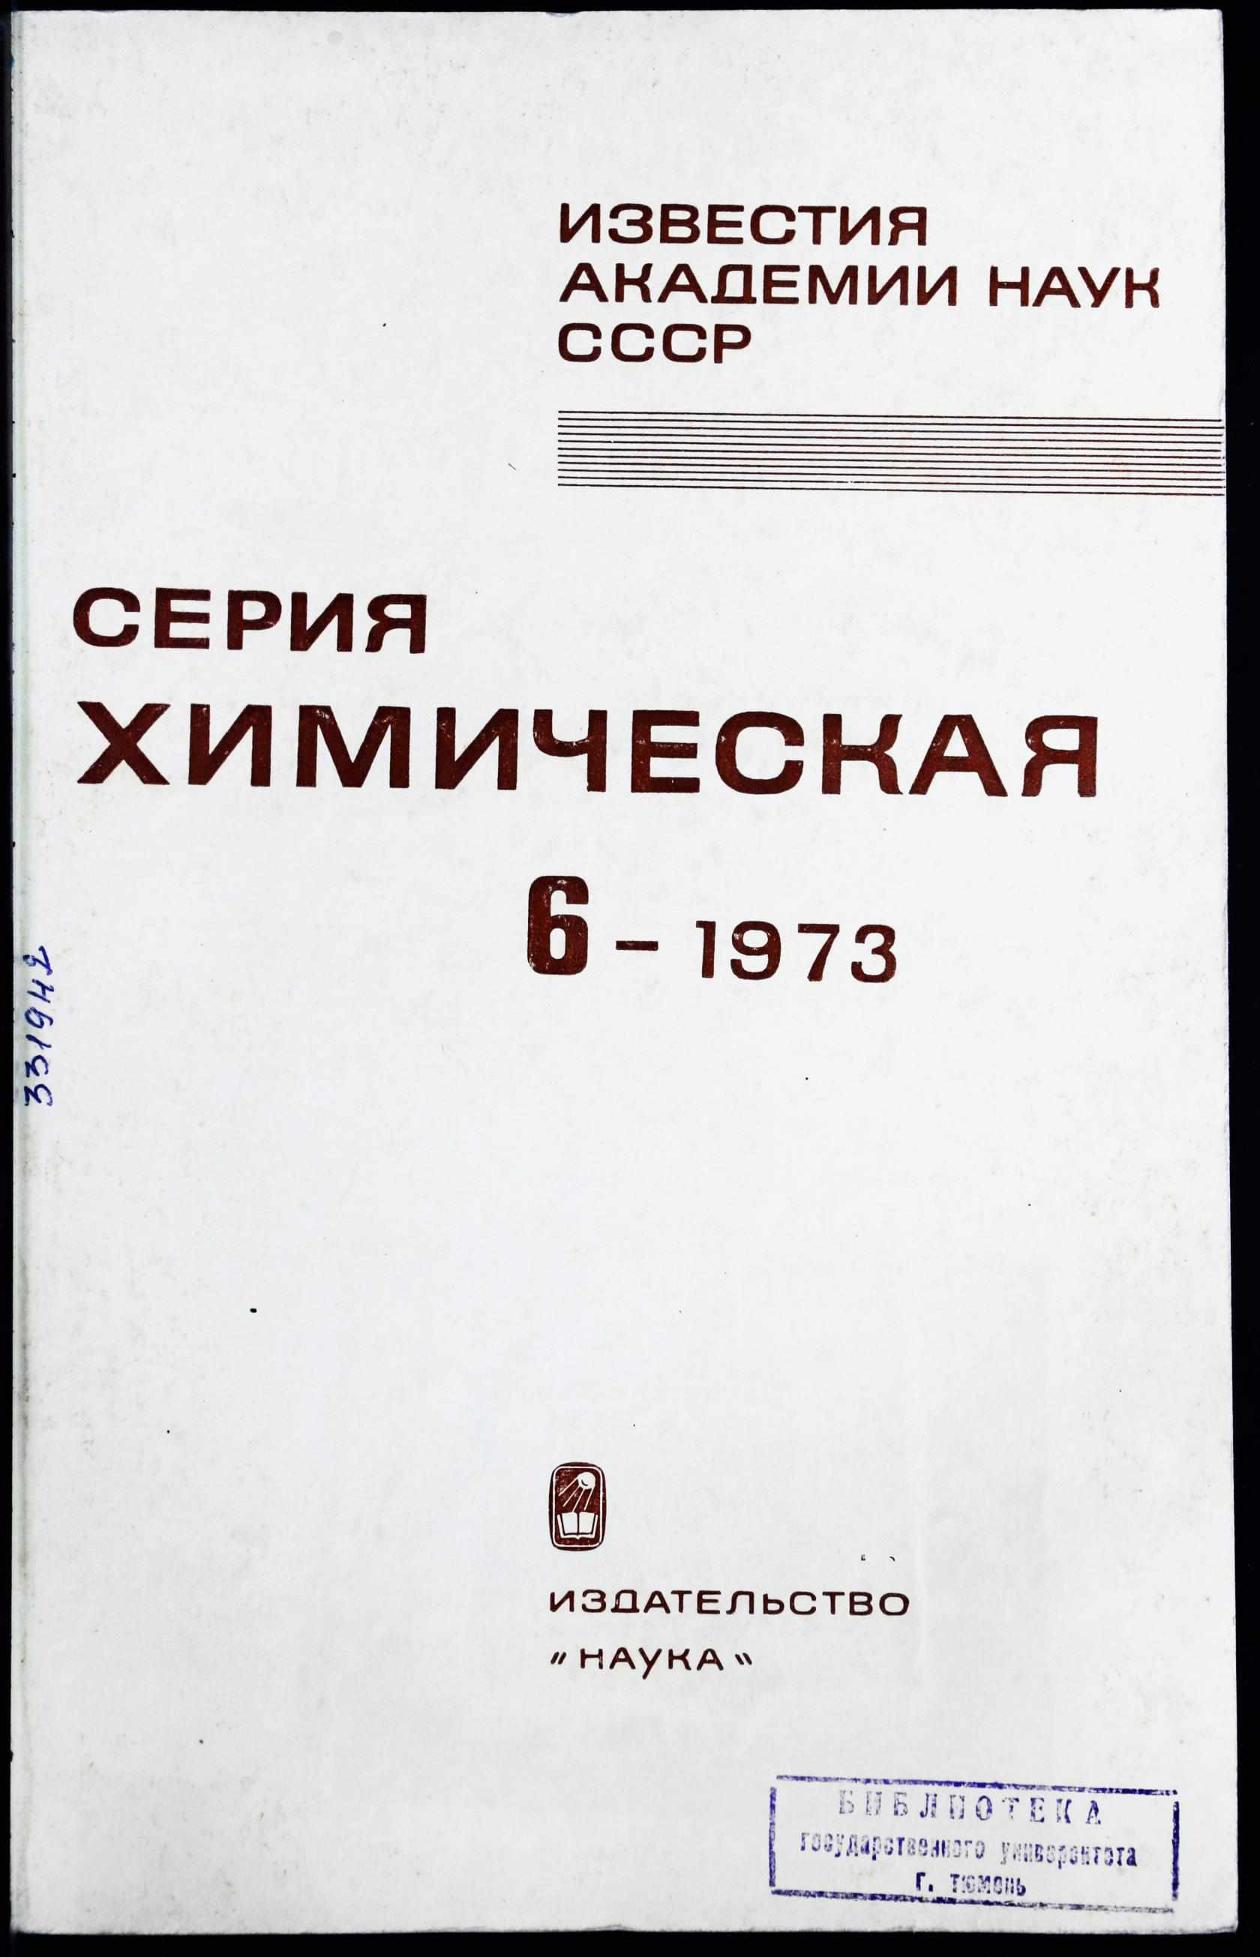 ИЗВЕСТИЯ
АКАДЕМИИ НАУК
СССР
СЕРИЯ
ХИМИЧЕСКАЯ
6 – 1973
331942
ИЗДАТЕЛЬСТВО
"НАУКА"
БИБЛИОТЕКА
государственного университета
г. Тюмень